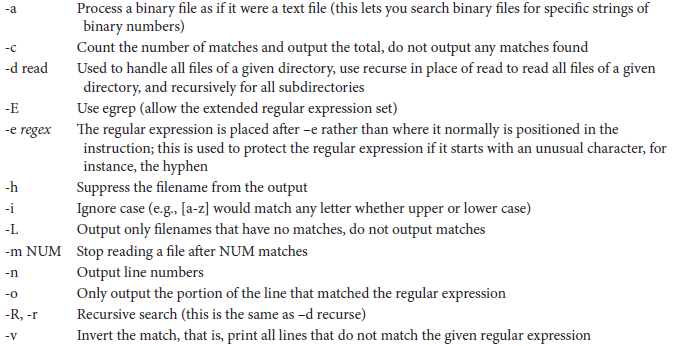 -a Process a binary file as if it were a text file (this lets you search binary files for specific strings of
binary numbers)
-c Count the number of matches and output the total, do not output any matches found
-d read Used to handle all files of a given directory, use recurse in place of read to read all files of a given
directory, and recursively for all subdirectories
-E Use egrep (allow the extended regular expression set)
-e regex The regular expression is placed after –e rather than where it normally is positioned in the
instruction; this is used to protect the regular expression if it starts with an unusual character, for
instance, the hyphen
-h Suppress the filename from the output
-i Ignore case (e.g., [a-z] would match any letter whether upper or lower case)
-L Output only filenames that have no matches, do not output matches
-m NUM Stop reading a file after NUM matches
-n Output line numbers
-o Only output the portion of the line that matched the regular expression
-R, -r Recursive search (this is the same as –d recurse)
-v Invert the match, that is, print all lines that do not match the given regular expression